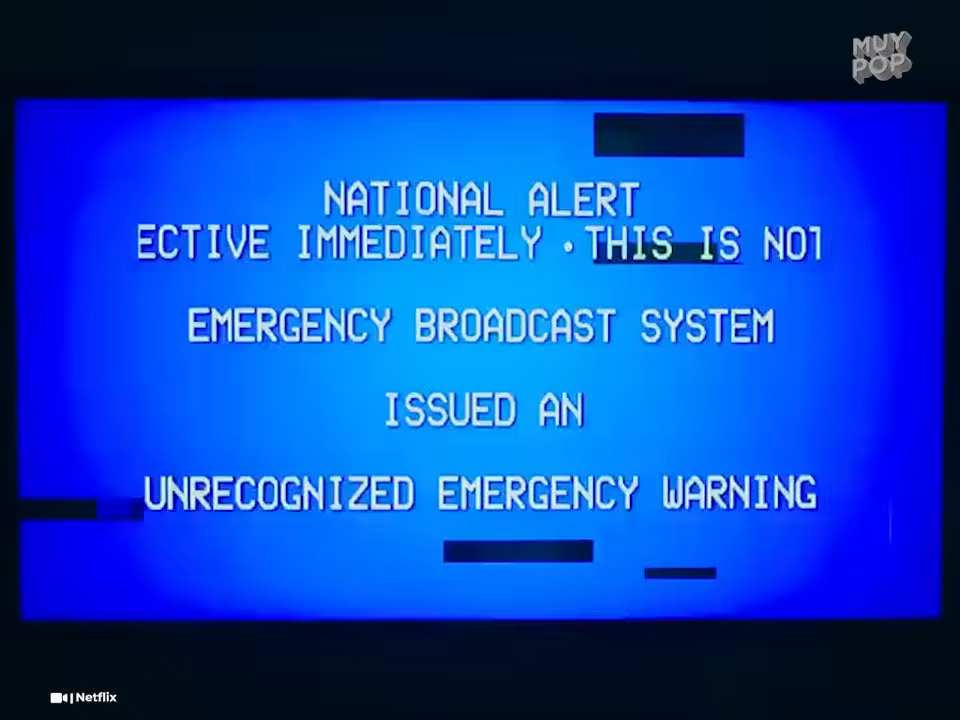 MUY
POP
NATIONAL ALERT
ECTIVE IMMEDIATELY • THIS IS NOT
EMERGENCY BROADCAST SYSTEM
ISSUED AN
UNRECOGNIZED EMERGENCY WARNING
Netflix